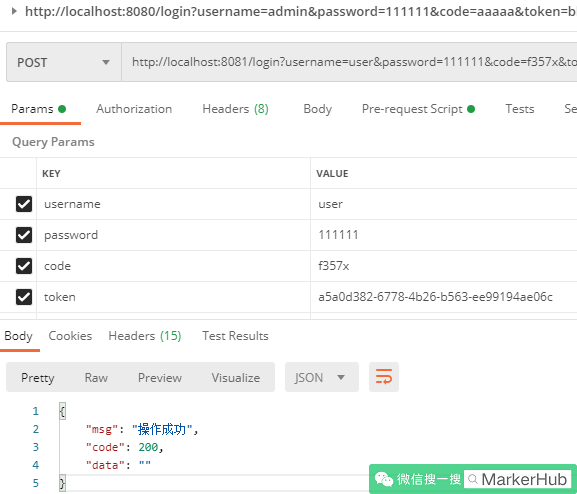 http://localhost:8080/login?username=admin&password=111111&code=aaaaa&token=b
POST http://localhost:8081/login?username=user&password=111111&code=f357x&to
Params Authorization Headers (8) Body Pre-request Script Tests Se
Query Params
KEY VALUE
username user
password 111111
code f357x
token a5a0d382-6778-4b26-b563-ee99194ae06c
Body Cookies Headers (15) Test Results
Pretty Raw Preview Visualize JSON
1 {
2 "msg": "操作成功",
3 "code": 200,
4 "data": ""
5 }
微信搜一搜 MarkerHub